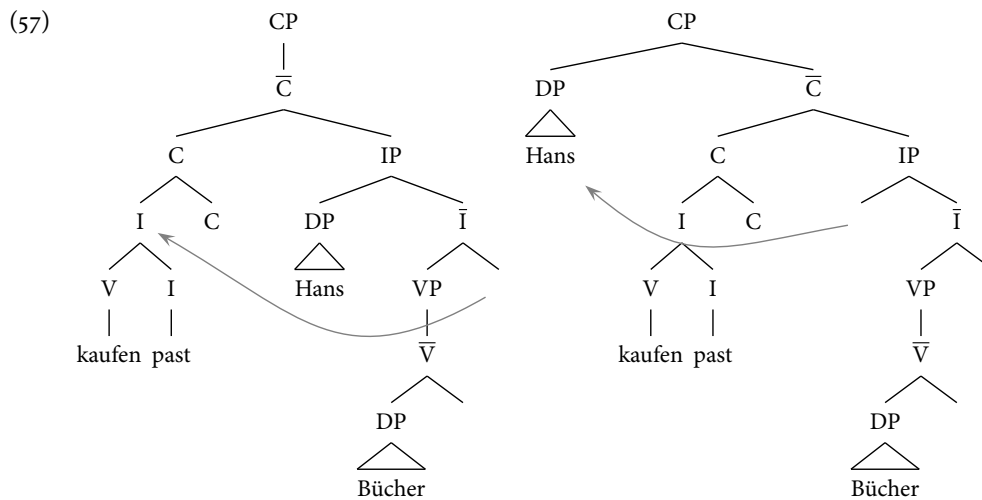 (57) CP CP
C̅ DP C̅
C IP Hans C IP
I C DP I̅ I C I̅
V I Hans VP V I VP
kaufen past V̅ kaufen past V̅
DP DP
Bücher Bücher